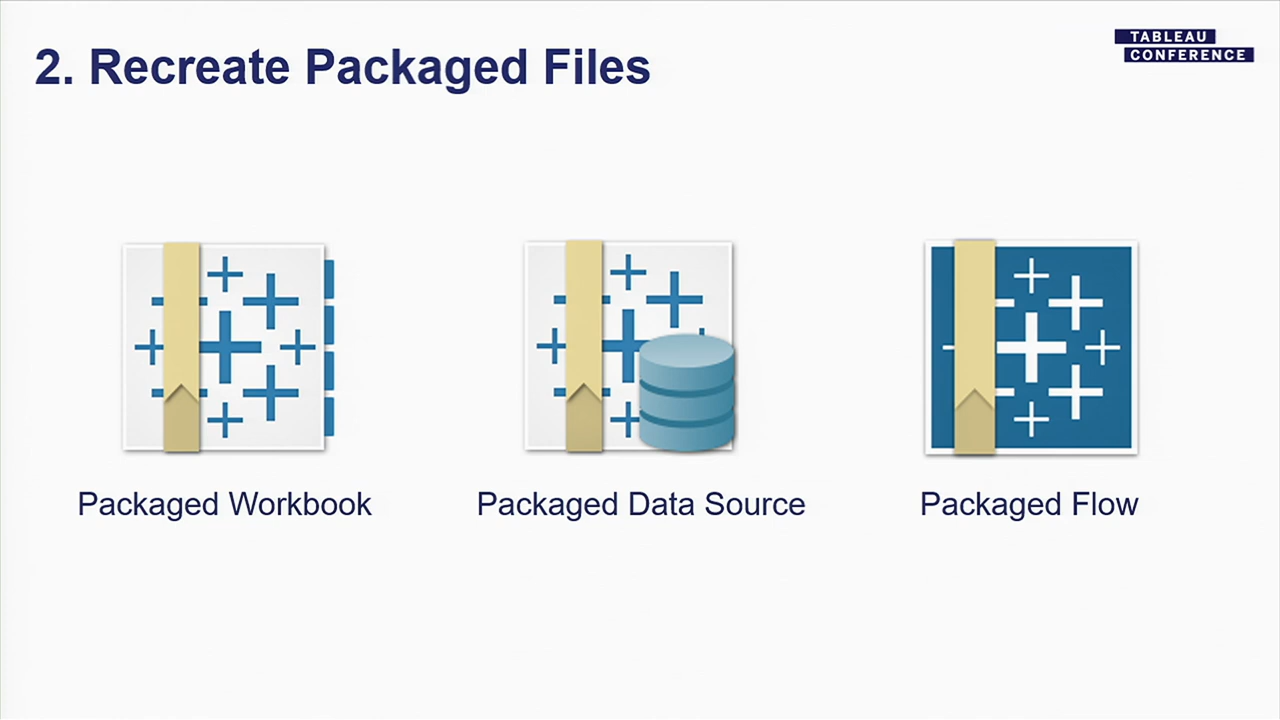 2. Recreate Packaged Files
TABLEAU
CONFERENCE
Packaged Workbook
Packaged Data Source
Packaged Flow